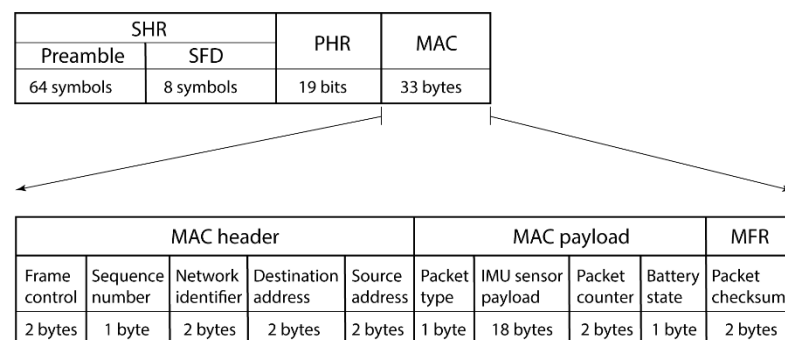 SHR PHR MAC
Preamble SFD
64 symbols 8 symbols 19 bits 33 bytes
MAC header MAC payload MFR
Frame Sequence Network Destination Source Packet IMU sensor Packet Battery Packet
control number identifier address address type payload counter state checksum
2 bytes 1 byte 2 bytes 2 bytes 2 bytes 1 byte 18 bytes 2 bytes 1 byte 2 bytes